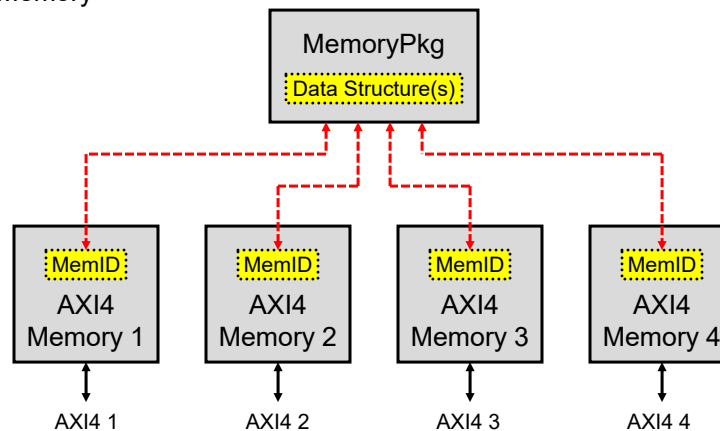 MemoryPkg
Data Structure(s)
MemID
MemID
MemID
MemID
AXI4
Memory 1
AXI4
Memory 2
AXI4
Memory 3
AXI4
Memory 4
AXI4 1
AXI4 2
AXI4 3
AXI4 4